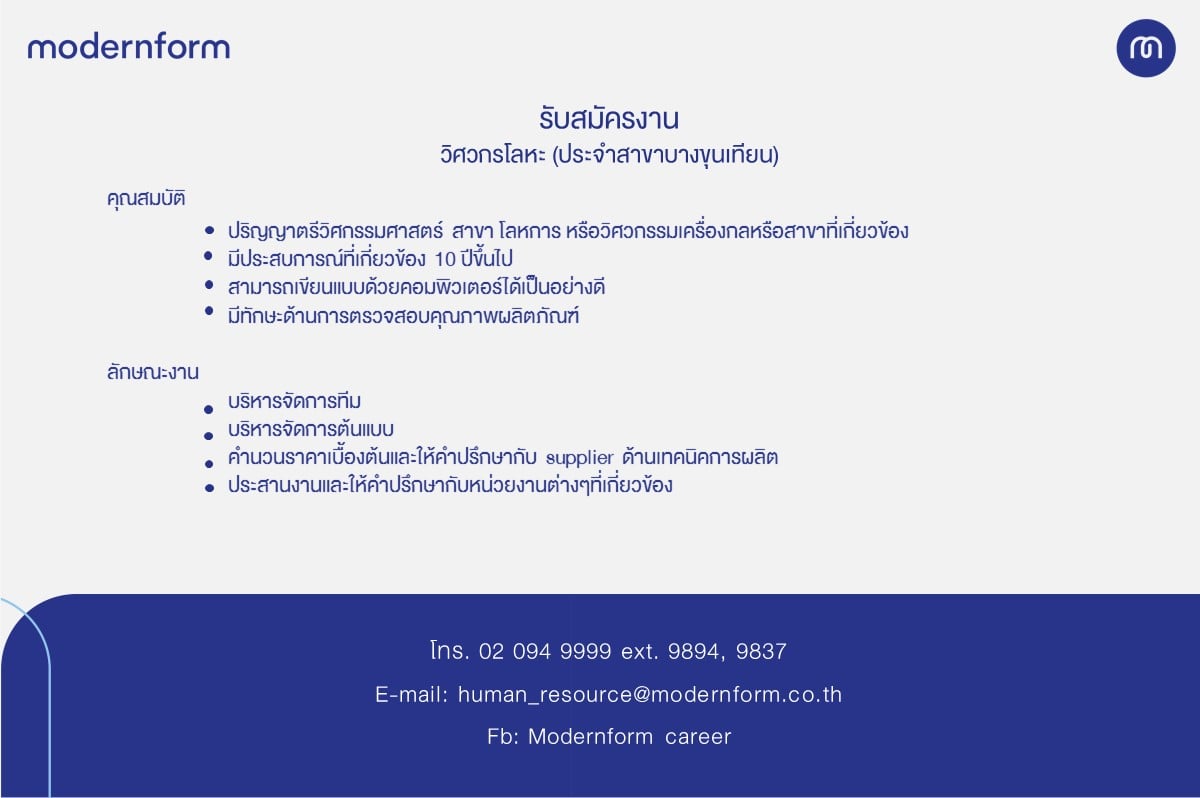 modernform
รับสมัครงาน
วิศวกรโลหะ (ประจำสาขาบางขุนเทียน)
คุณสมบัติ
• ปริญญาตรีวิศกรรมศาสตร์ สาขา โลหการ หรือวิศวกรรมเครื่องกลหรือสาขาที่เกี่ยวข้อง
• มีประสบการณ์ที่เกี่ยวข้อง 10 ปีขึ้นไป
• สามารถเขียนแบบด้วยคอมพิวเตอร์ได้เป็นอย่างดี
• มีทักษะด้านการตรวจสอบคุณภาพผลิตภัณฑ์
ลักษณะงาน
• บริหารจัดการทีม
• บริหารจัดการต้นแบบ
• คำนวนราคาเบื้องต้นและให้คำปรึกษากับ supplier ด้านเทคนิคการผลิต
• ประสานงานและให้คำปรึกษากับหน่วยงานต่างๆที่เกี่ยวข้อง
โทร. 02 094 9999 ext. 9894, 9837
E-mail: human_resource@modernform.co.th
Fb: Modernform career